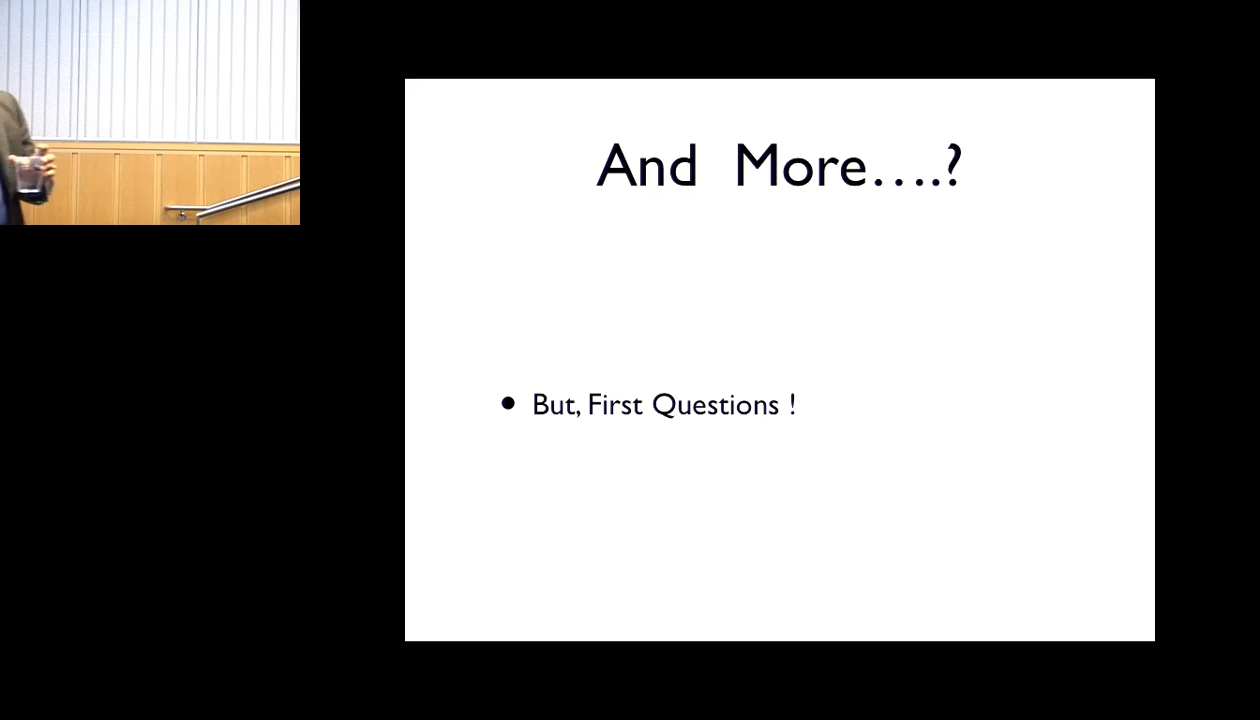 And More….?
• But, First Questions !